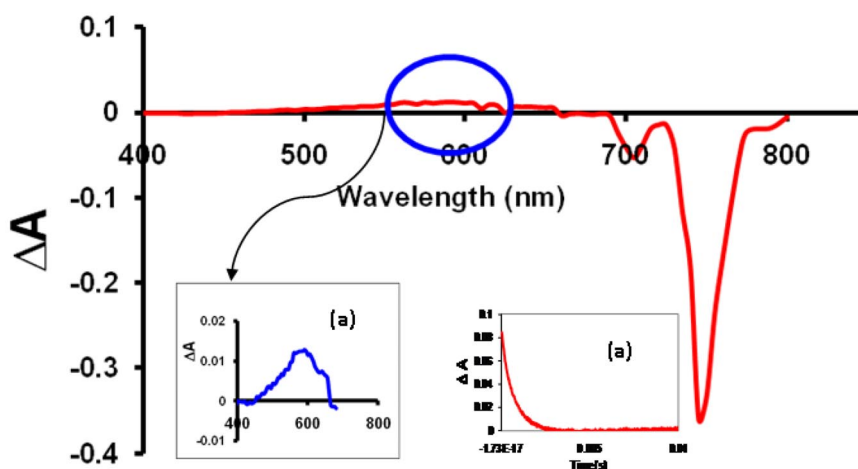 0.1
0
400 500 600 700 800
Wavelength (nm)
-0.1
-0.2
-0.3
-0.4
ΔA
(a)
0.02
0.01
0
-0.01
ΔA
400 600 800
(a)
0.1
0.08
0.06
0.04
0.02
0
Δ A
-1.73E-17 0.005 0.01
Time(s)